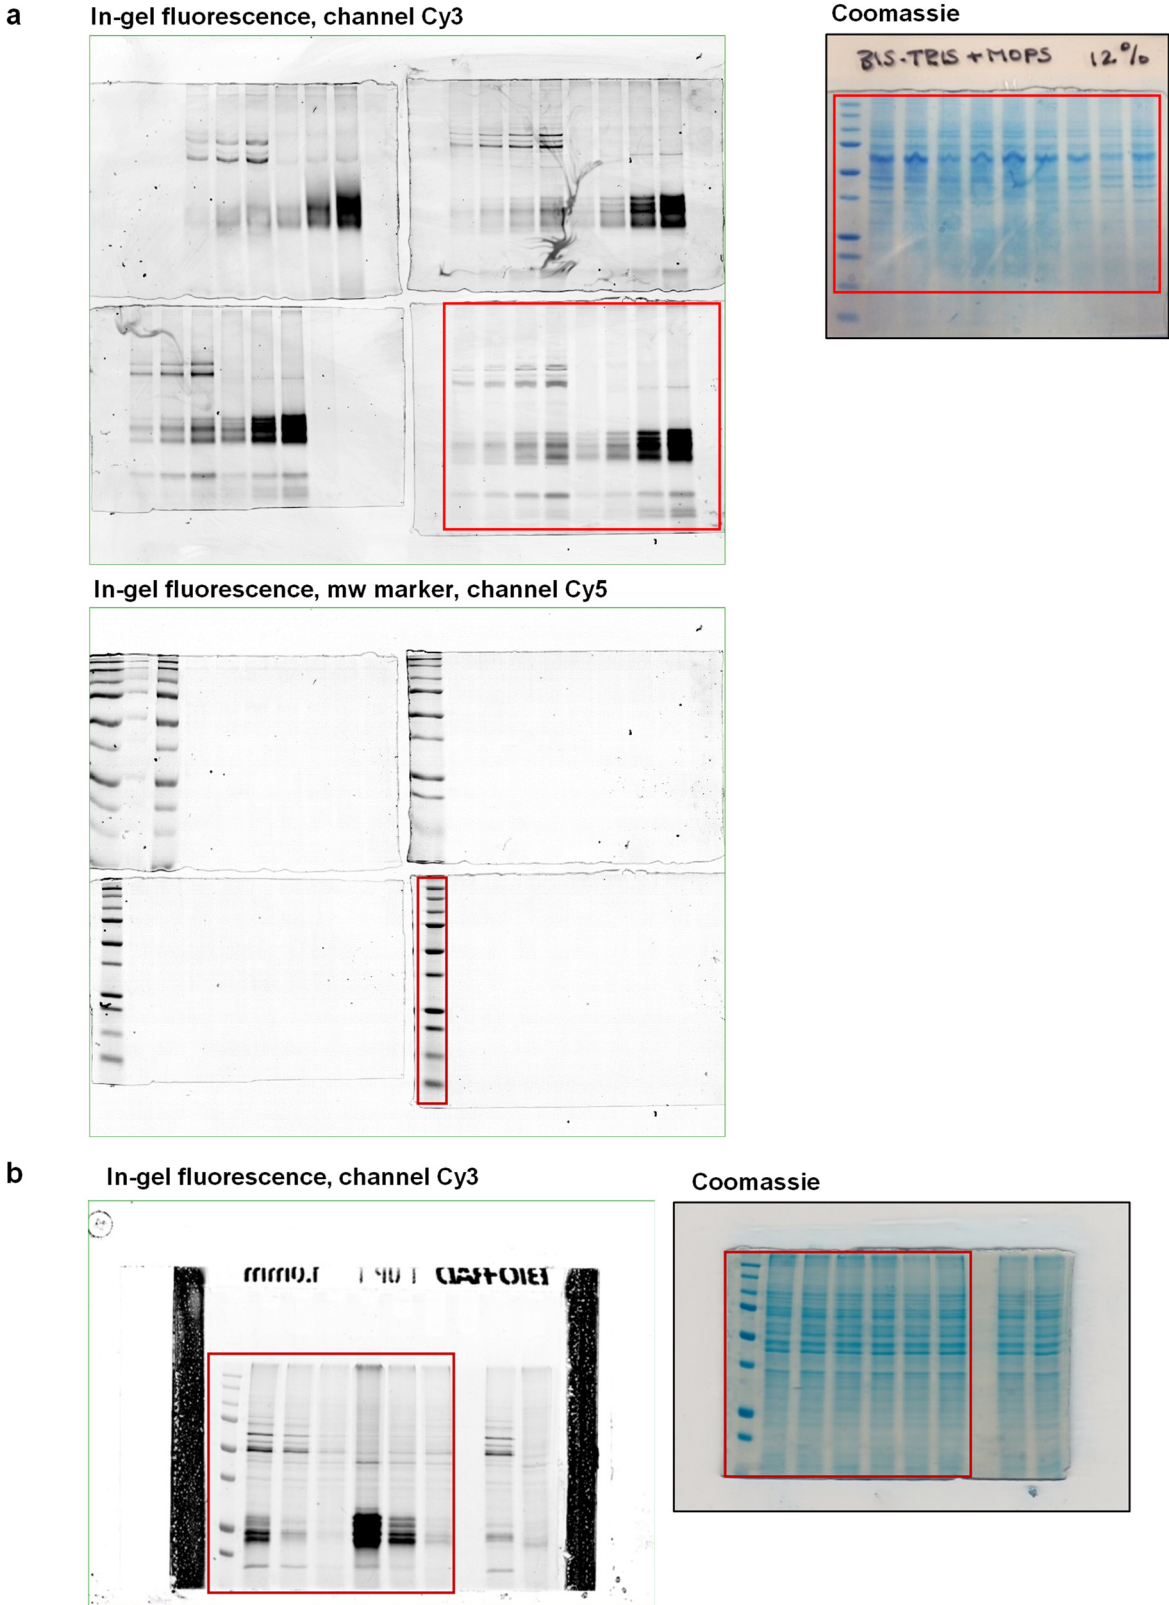 a
In-gel fluorescence, channel Cy3
Coomassie
BIS-TRIS + MOPS 12%
In-gel fluorescence, mw marker, channel Cy5
b
In-gel fluorescence, channel Cy3
Coomassie